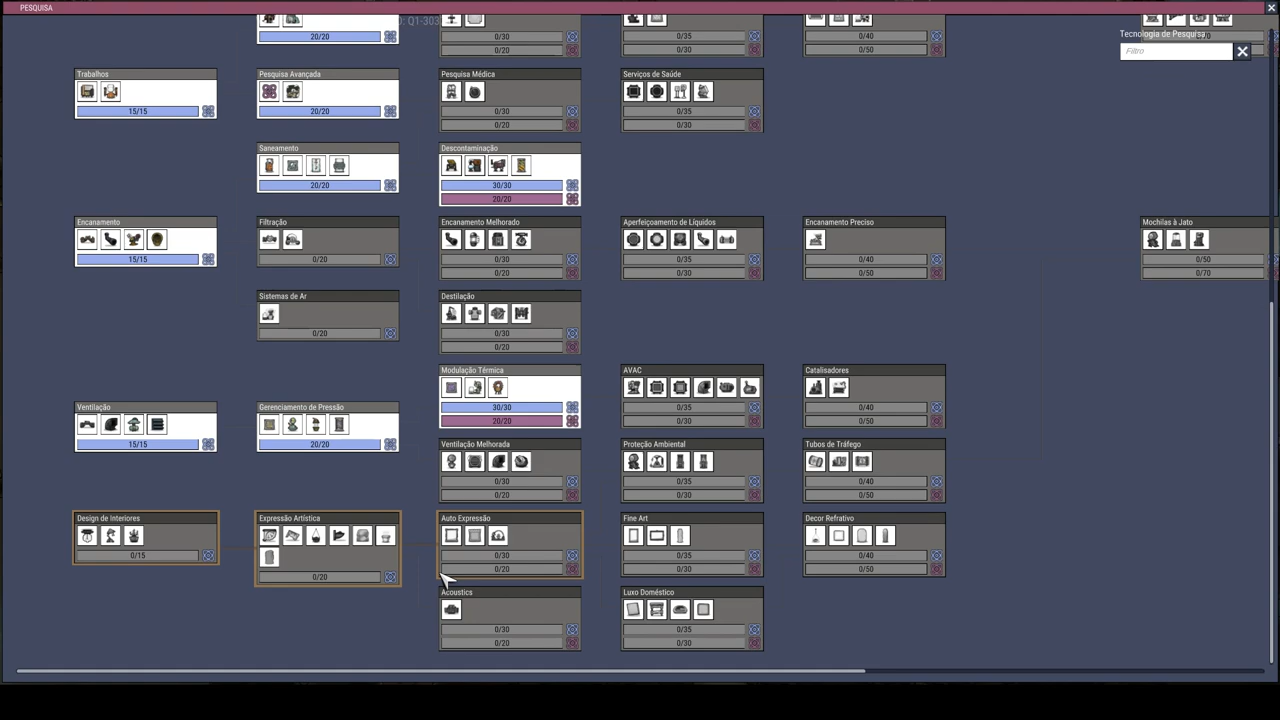 PESQUISA
D: Q1-303
20/20 0/30 0/35 0/40
0/20 0/30 0/50
Tecnologia de Pesquisa
Filtro
Trabalhos Pesquisa Avançada Pesquisa Médica Serviços de Saúde
15/15 20/20 0/30 0/35
0/20 0/30
Saneamento Descontaminação
20/20 30/30
20/20
Encanamento Filtração Encanamento Melhorado Aperfeiçoamento de Líquidos Encanamento Preciso Mochilas à Jato
15/15 0/20 0/30 0/35 0/40 0/50
0/20 0/30 0/50 0/70
Sistemas de Ar Destilação
0/20 0/30
0/20
Modulação Térmica AVAC Catalisadores
30/30 0/35 0/40
20/20 0/30 0/50
Ventilação Gerenciamento de Pressão
15/15 20/20
Ventilação Melhorada Proteção Ambiental Tubos de Tráfego
0/30 0/35 0/40
0/20 0/30 0/50
Design de Interiores Expressão Artística Auto Expressão Fine Art Decor Refrativo
0/15 0/20 0/30 0/35 0/40
0/20 0/30 0/50
Acoustics Luxo Doméstico
0/30 0/35
0/20 0/30